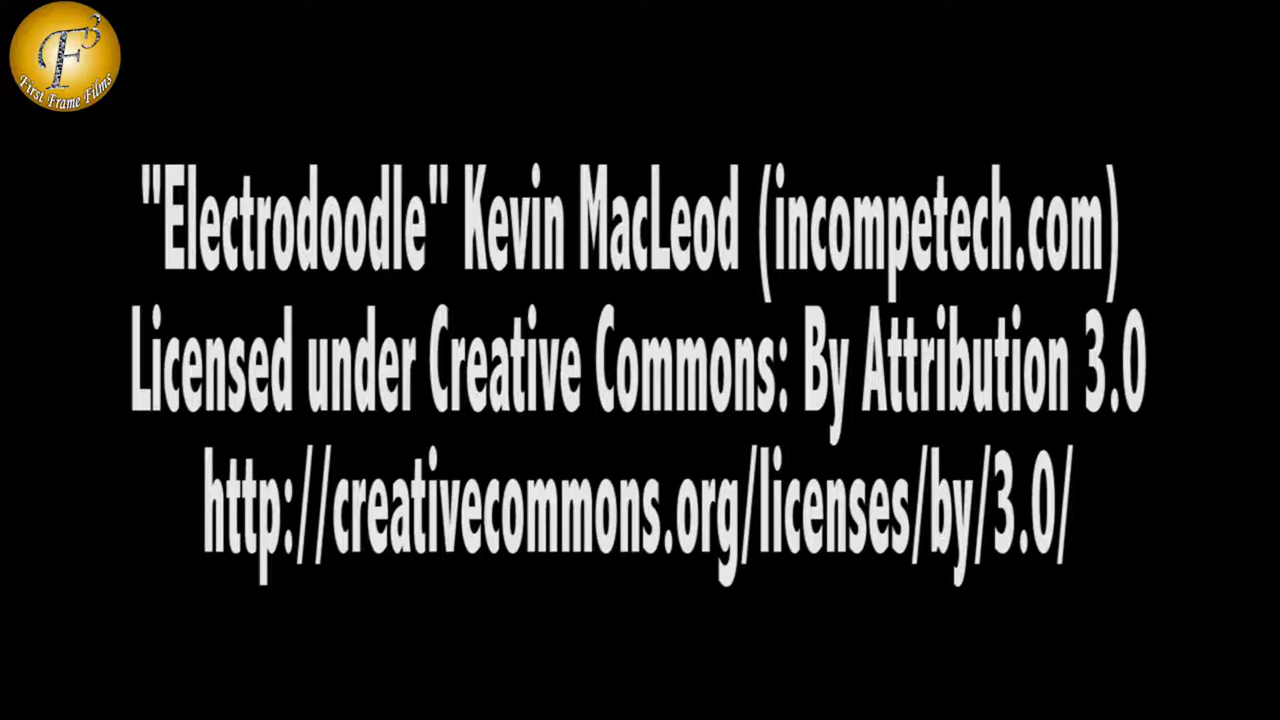 F3
First Frame Films
"Electrodoodle" Kevin MacLeod (incompetech.com)
Licensed under Creative Commons: By Attribution 3.0
http://creativecommons.org/licenses/by/3.0/